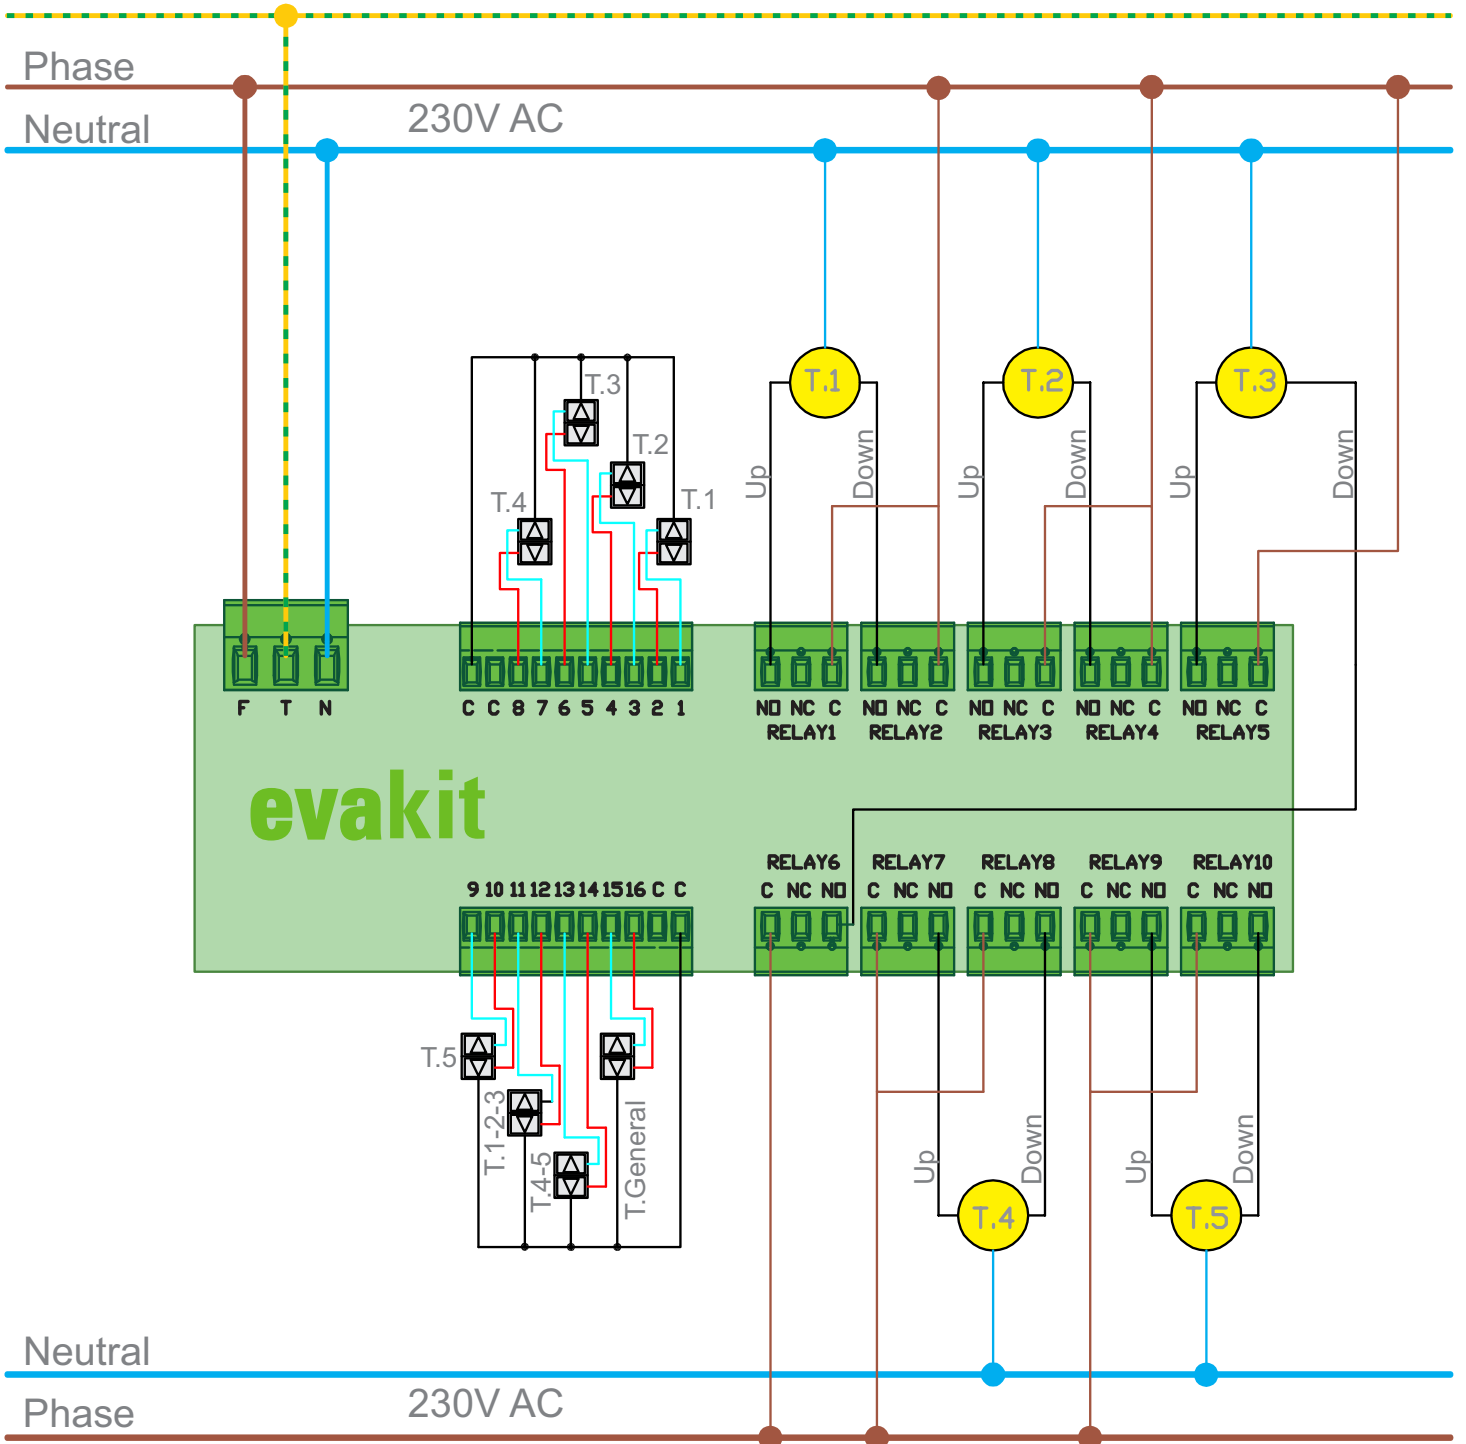 Phase
230V AC
Neutral
T.3
T.2
T.4
T.1
T.1
T.2
T.3
Up
Down
Up
Down
Up
Down
F T N
C C 8 7 6 5 4 3 2 1
NO NC C
NO NC C
NO NC C
NO NC C
NO NC C
RELAY1
RELAY2
RELAY3
RELAY4
RELAY5
evakit
RELAY6
RELAY7
RELAY8
RELAY9
RELAY10
9 10 11 12 13 14 15 16 C C
C NC NO
C NC NO
C NC NO
C NC NO
C NC NO
T.5
T.1-2-3
T.4-5
T.General
Up
Down
Up
Down
T.4
T.5
Neutral
230V AC
Phase